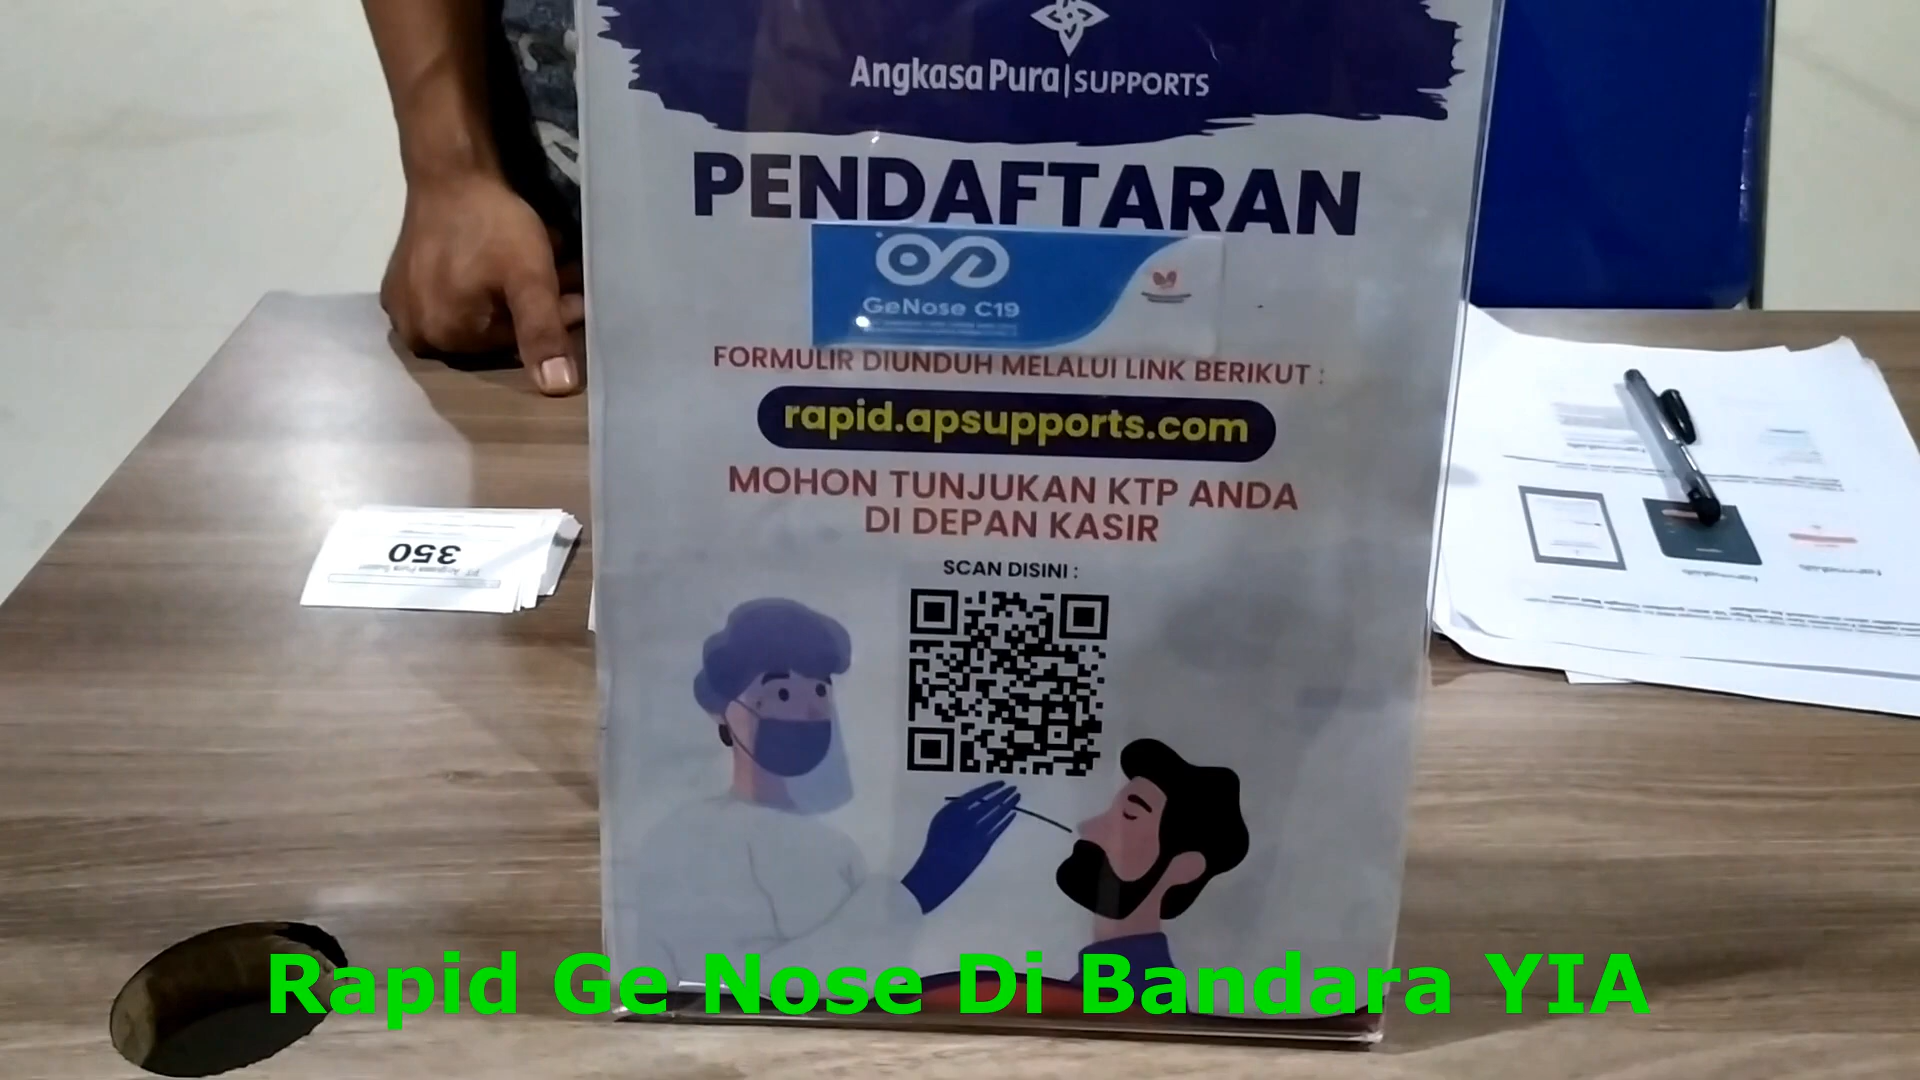 Angkasa Pura | SUPPORTS
PENDAFTARAN
GeNose C19
FORMULIR DIUNDUH MELALUI LINK BERIKUT :
rapid.apsupports.com
MOHON TUNJUKAN KTP ANDA
DI DEPAN KASIR
SCAN DISINI :
350
Rapid Ge Nose Di Bandara YIA